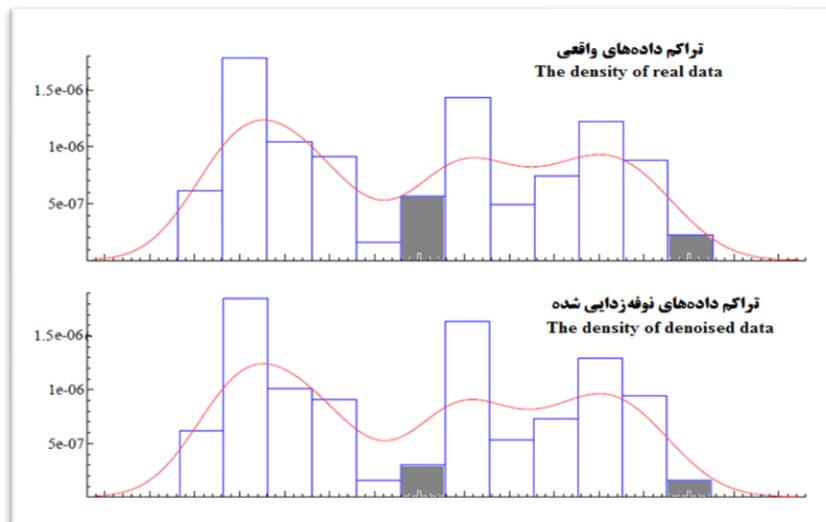 تراکم داده‌های واقعی
The density of real data
1.5e-06
1e-06
5e-07
تراکم داده‌های نوفه‌زدایی شده
The density of denoised data
1.5e-06
1e-06
5e-07